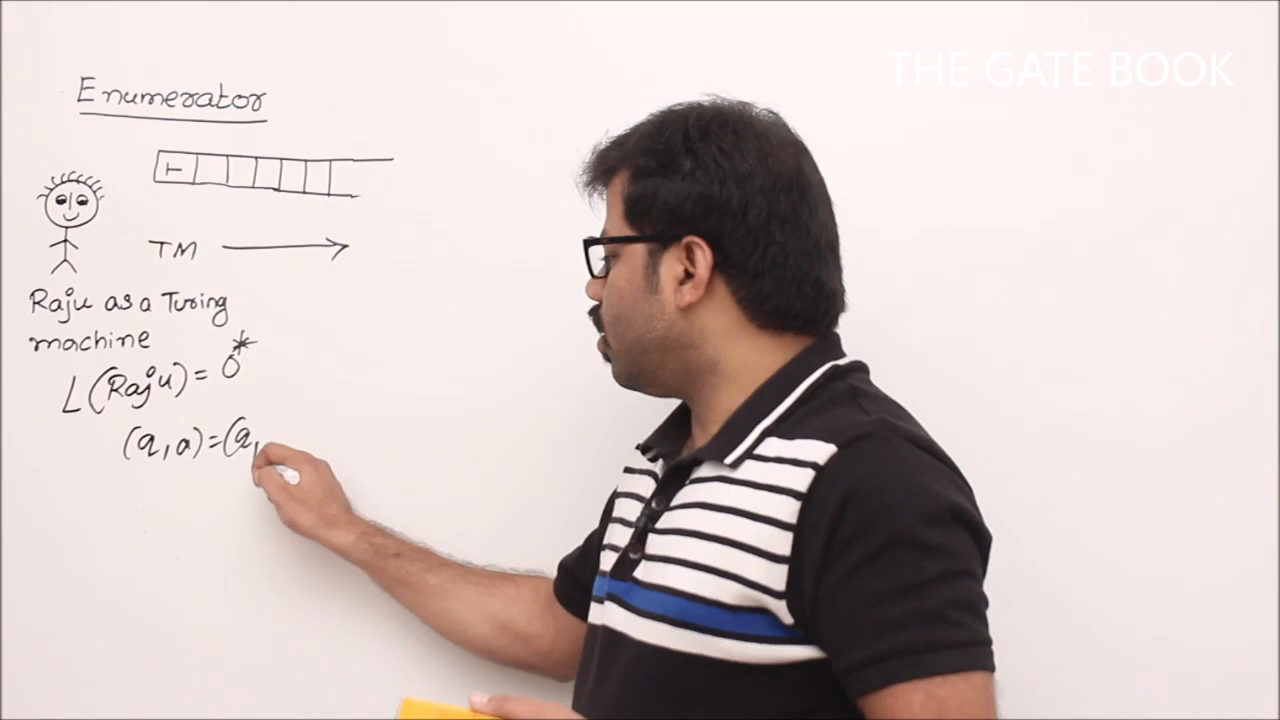 THE GATE BOOK
Enumerator
⊢
TM
Raju as a Turing
machine
L(Raju) = 0*
(q, a) = (q,